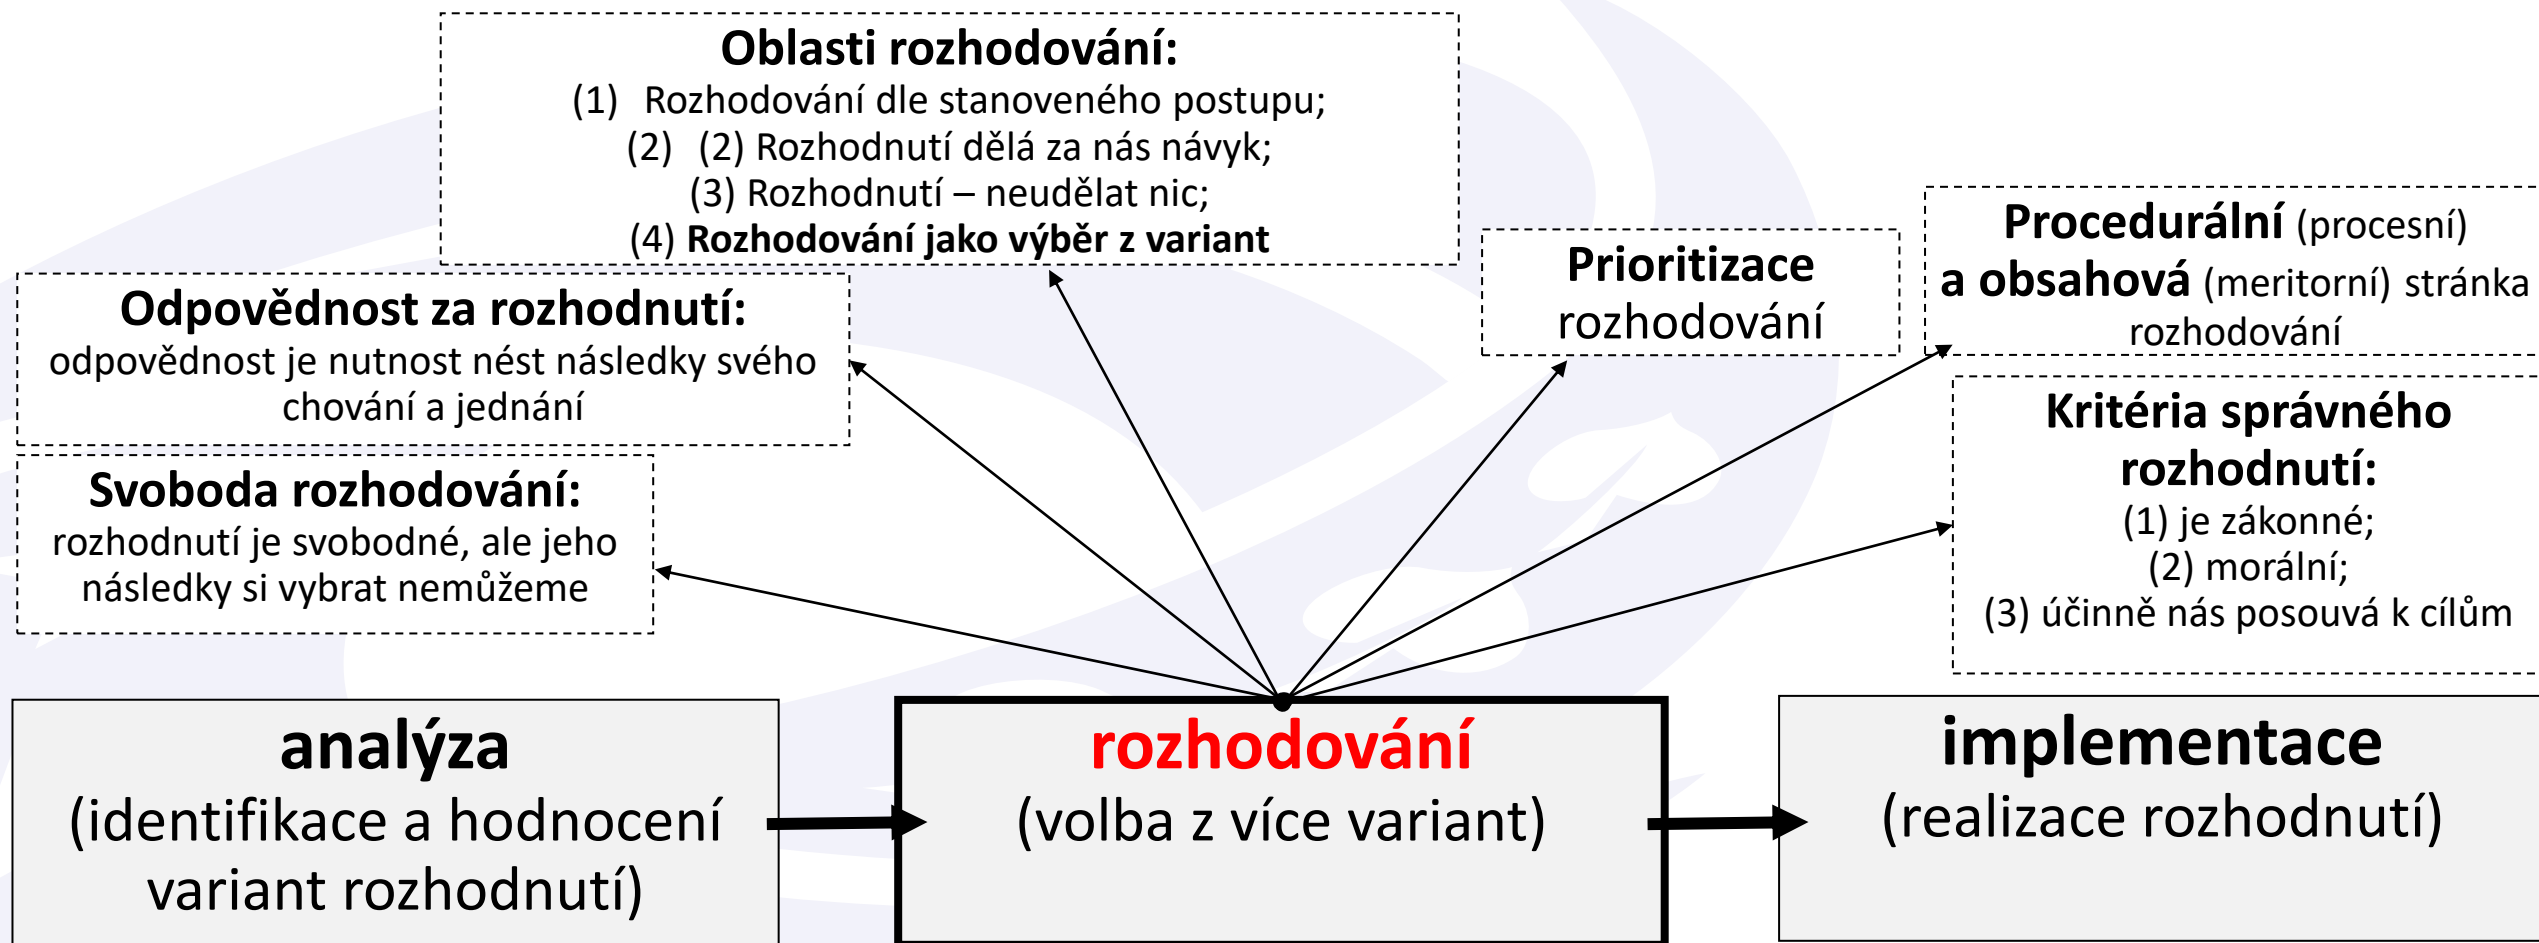 Oblasti rozhodování:
(1) Rozhodování dle stanoveného postupu;
(2) (2) Rozhodnutí dělá za nás návyk;
(3) Rozhodnutí – neudělat nic;
(4) Rozhodování jako výběr z variant
Odpovědnost za rozhodnutí:
odpovědnost je nutnost nést následky svého
chování a jednání
Svoboda rozhodování:
rozhodnutí je svobodné, ale jeho
následky si vybrat nemůžeme
Prioritizace
rozhodování
Procedurální (procesní)
a obsahová (meritorní) stránka
rozhodování
Kritéria správného
rozhodnutí:
(1) je zákonné;
(2) morální;
(3) účinně nás posouvá k cílům
analýza
(identifikace a hodnocení
variant rozhodnutí)
rozhodování
(volba z více variant)
implementace
(realizace rozhodnutí)